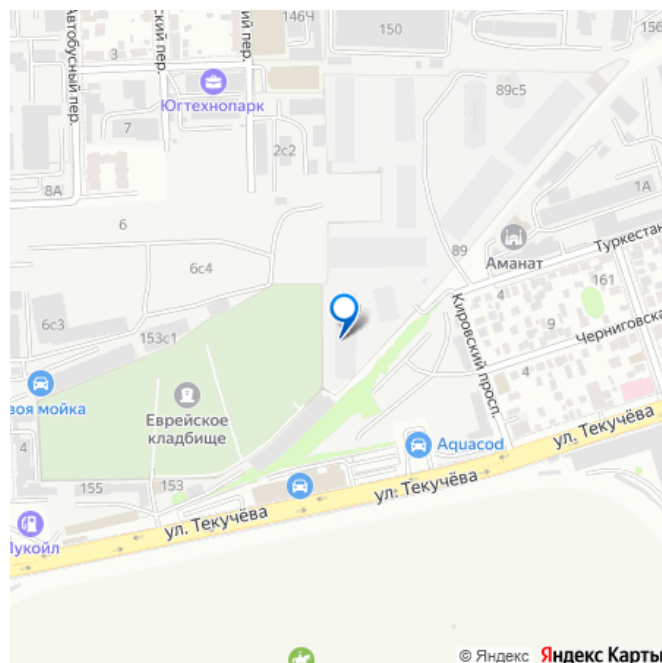 146Ч
150
156
Автобусный пер.
ский пер.
ий пер.
3
Югтехнопарк
89с5
7
2с2
8А
1А
6
89
Аманат
Туркестан
6с4
Кировский просп.
4
161
6с3
153с1
9
Черниговска
4
воя мойка
Еврейское
кладбище
Aquacod
ул. Текучёва
4
155
153
ул. Текучёва
ул. Текучёва
Лукойл
© Яндекс Яндекс Карты